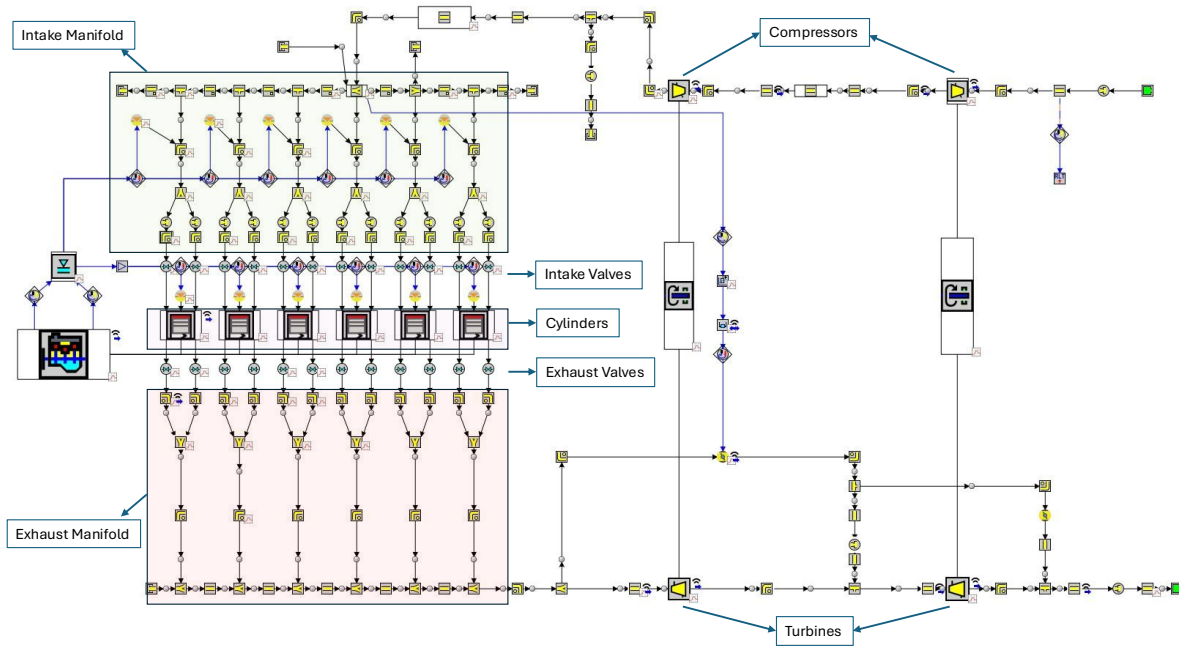 Intake Manifold
Compressors
Intake Valves
Cylinders
Exhaust Valves
Exhaust Manifold
Turbines